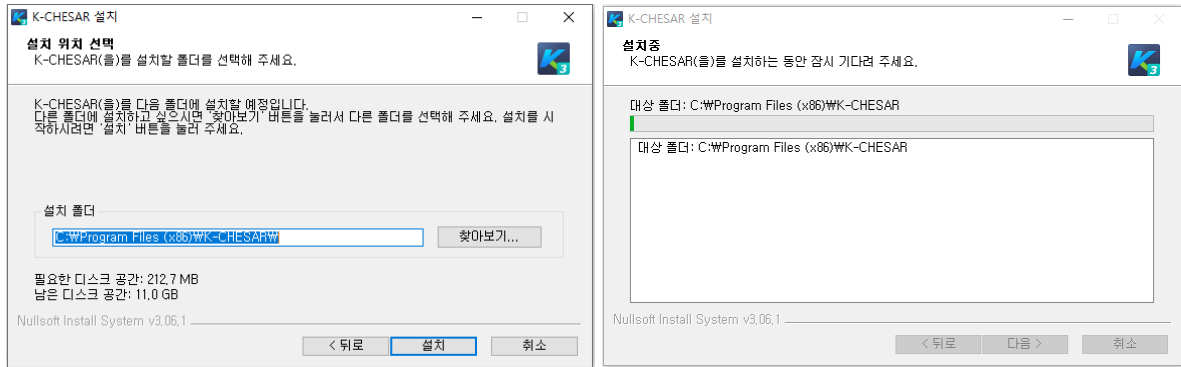 K-CHESAR 설치
설치 위치 선택
K-CHESAR(을)를 설치할 폴더를 선택해 주세요.
K-CHESAR(을)를 다음 폴더에 설치할 예정입니다.
다른 폴더에 설치하고 싶으시면 '찾아보기' 버튼을 눌러서 다른 폴더를 선택해 주세요. 설치를 시
작하시려면 '설치' 버튼을 눌러 주세요.
설치 폴더
C:₩Program Files (x86)₩K-CHESAR₩
찾아보기...
필요한 디스크 공간: 212.7 MB
남은 디스크 공간: 11.0 GB
Nullsoft Install System v3.06.1
< 뒤로
설치
취소
K-CHESAR 설치
설치중
K-CHESAR(을)를 설치하는 동안 잠시 기다려 주세요.
대상 폴더: C:₩Program Files (x86)₩K-CHESAR
대상 폴더: C:₩Program Files (x86)₩K-CHESAR
Nullsoft Install System v3.06.1
< 뒤로
다음 >
취소